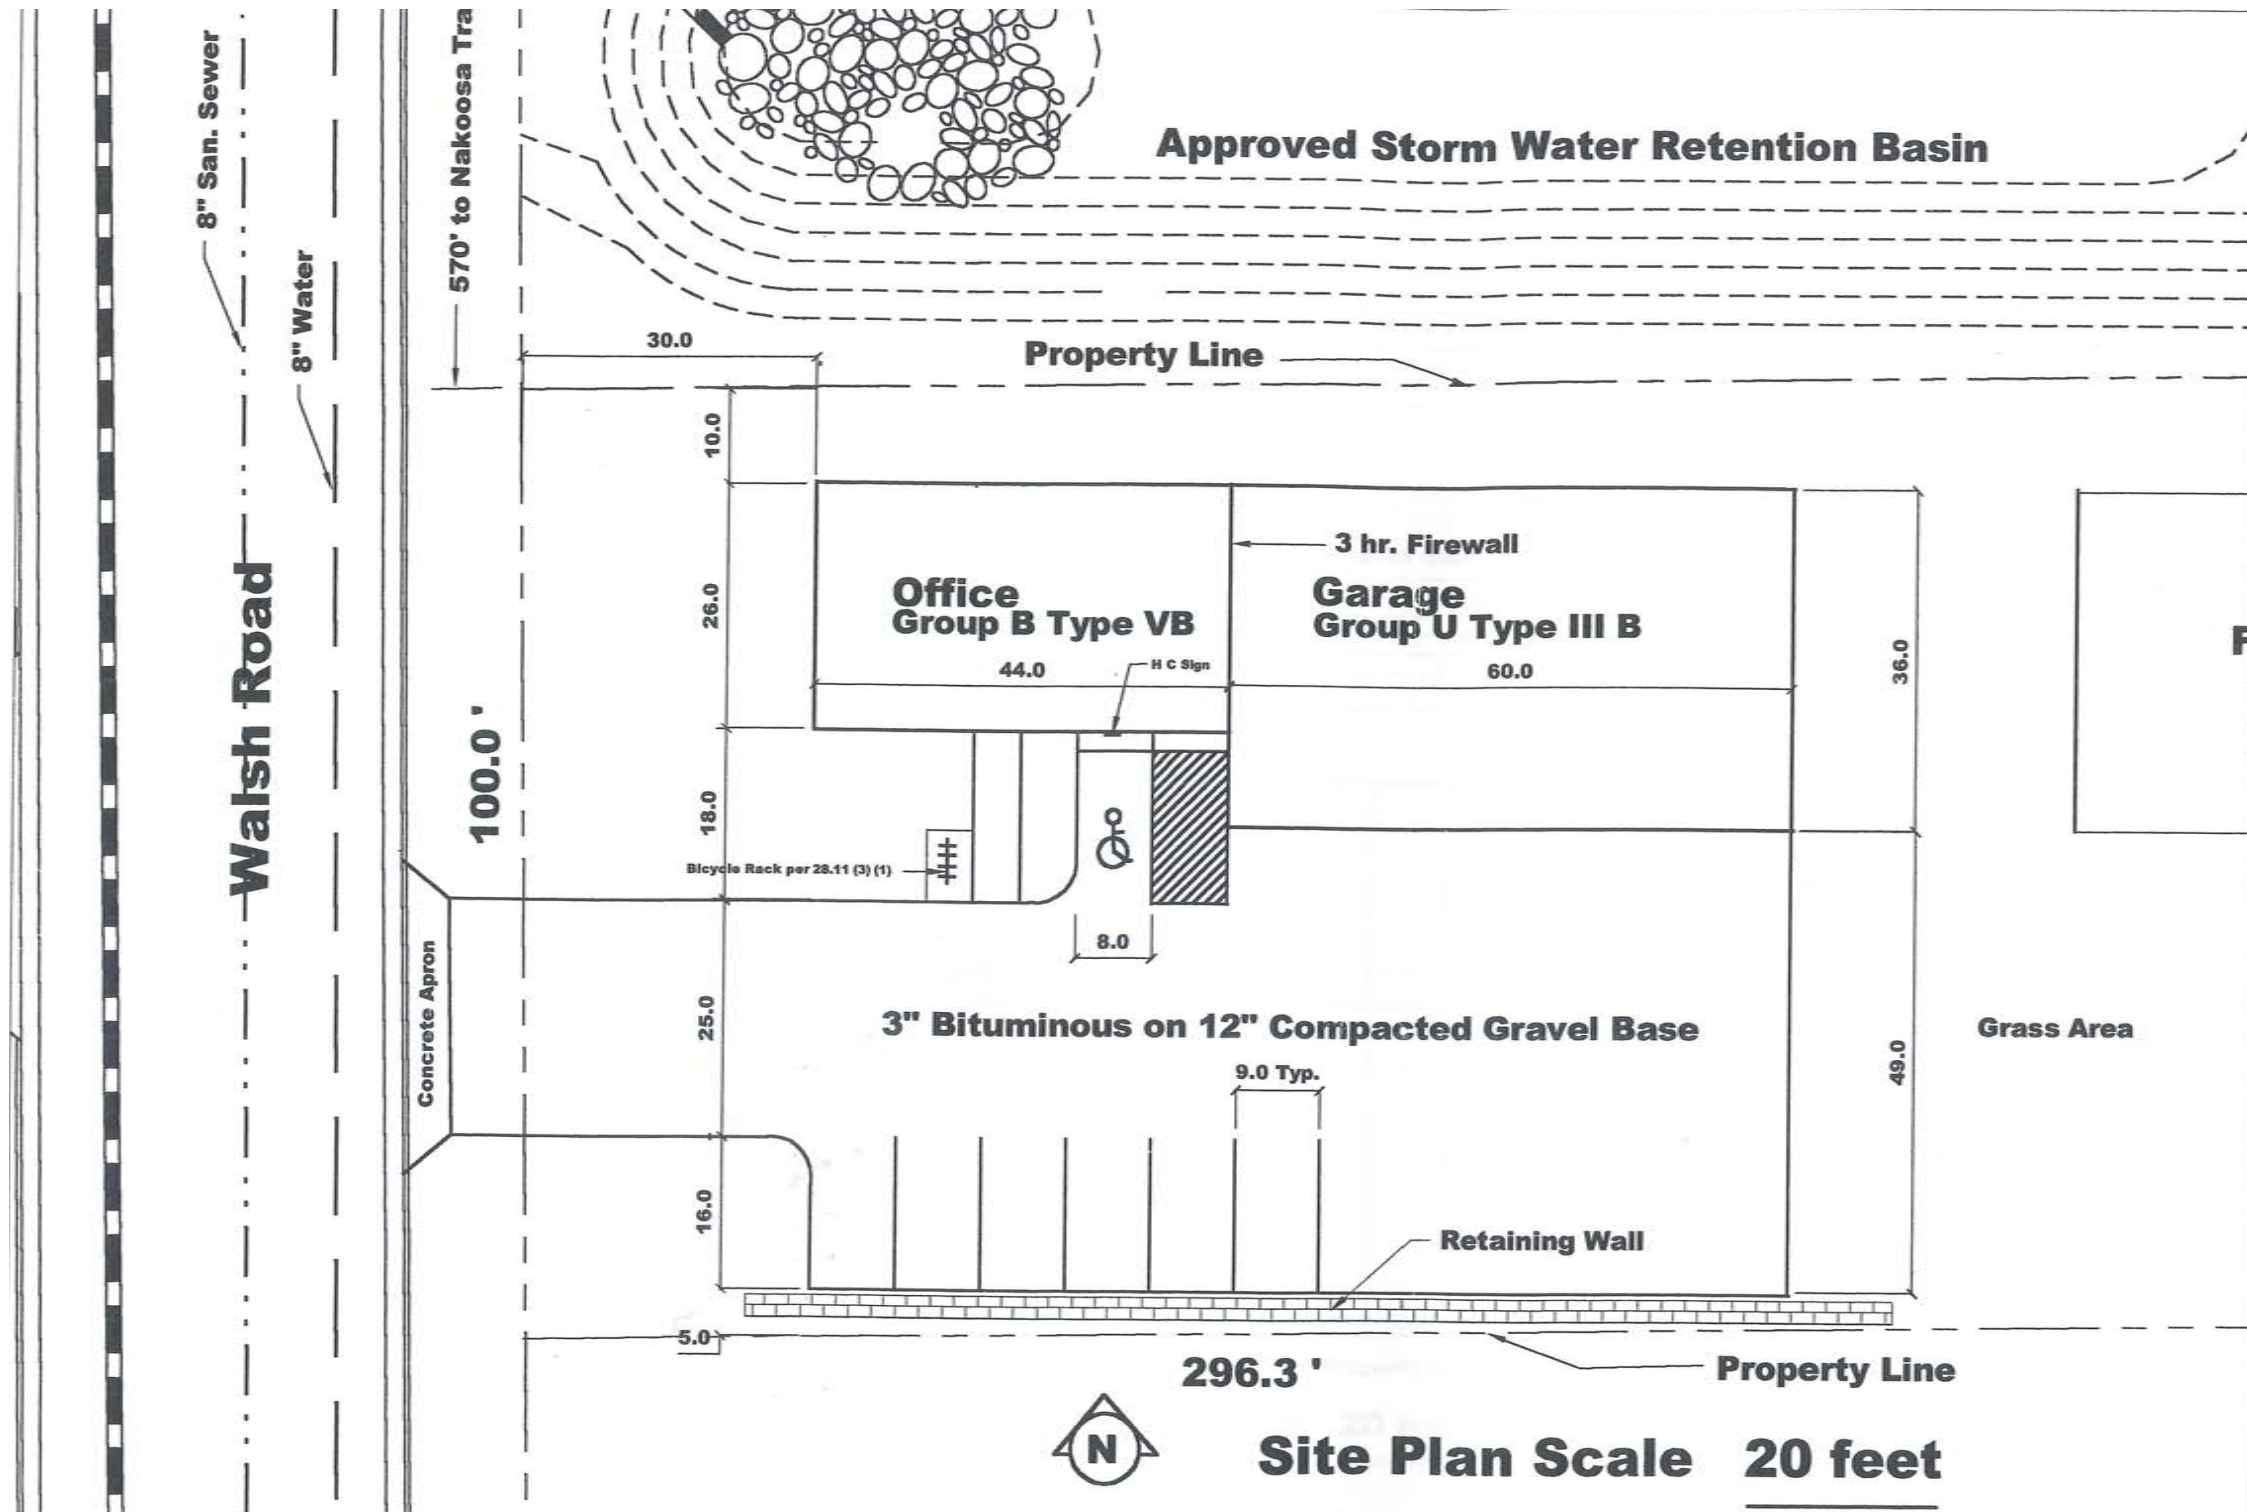 8" San. Sewer
8" Water
570' to Nakoosa Tra
Approved Storm Water Retention Basin
30.0
Property Line
10.0
3 hr. Firewall
Office
Group B Type VB
Garage
Group U Type III B
26.0
44.0
H C Sign
60.0
36.0
F
Walsh Road
100.0 '
18.0
Bicycle Rack per 28.11 (3) (1)
8.0
Concrete Apron
25.0
3" Bituminous on 12" Compacted Gravel Base
Grass Area
9.0 Typ.
49.0
16.0
Retaining Wall
5.0
296.3 '
Property Line
N
Site Plan Scale 20 feet